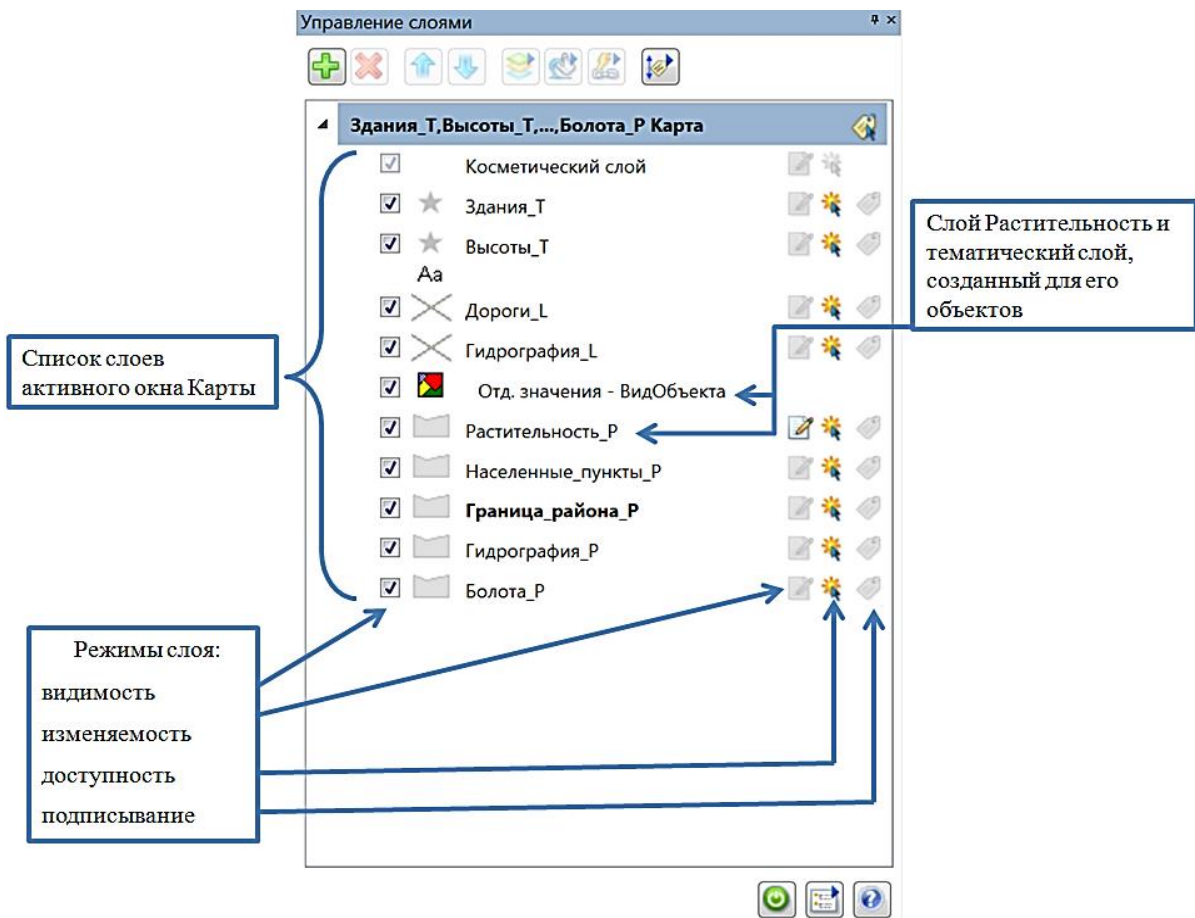 Управление слоями
Здания_Т,Высоты_Т,...,Болота_Р Карта
Косметический слой
Здания_Т
Высоты_Т
Aa
Дороги_L
Гидрография_L
Отд. значения - ВидОбъекта
Растительность_Р
Населенные_пункты_Р
Граница_района_Р
Гидрография_Р
Болота_Р
Слой Растительность и
тематический слой,
созданный для его
объектов
Список слоев
активного окна Карты
Режимы слоя:
видимость
изменяемость
доступность
подписывание